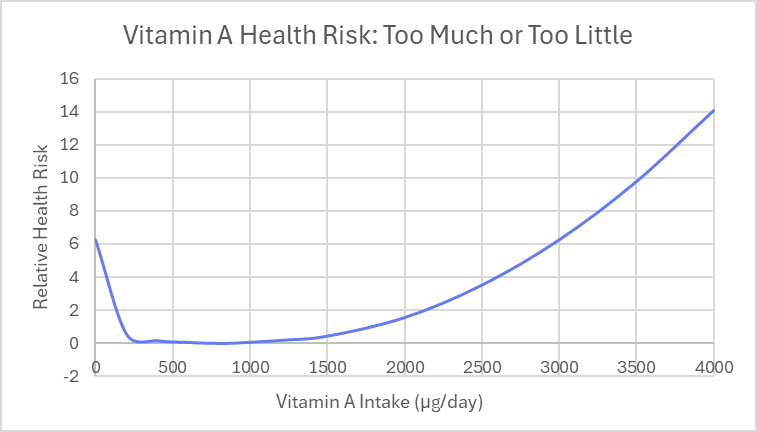 Vitamin A Health Risk: Too Much or Too Little
16
14
12
10
8
6
4
2
0
-2
Relative Health Risk
0 500 1000 1500 2000 2500 3000 3500 4000
Vitamin A Intake (µg/day)